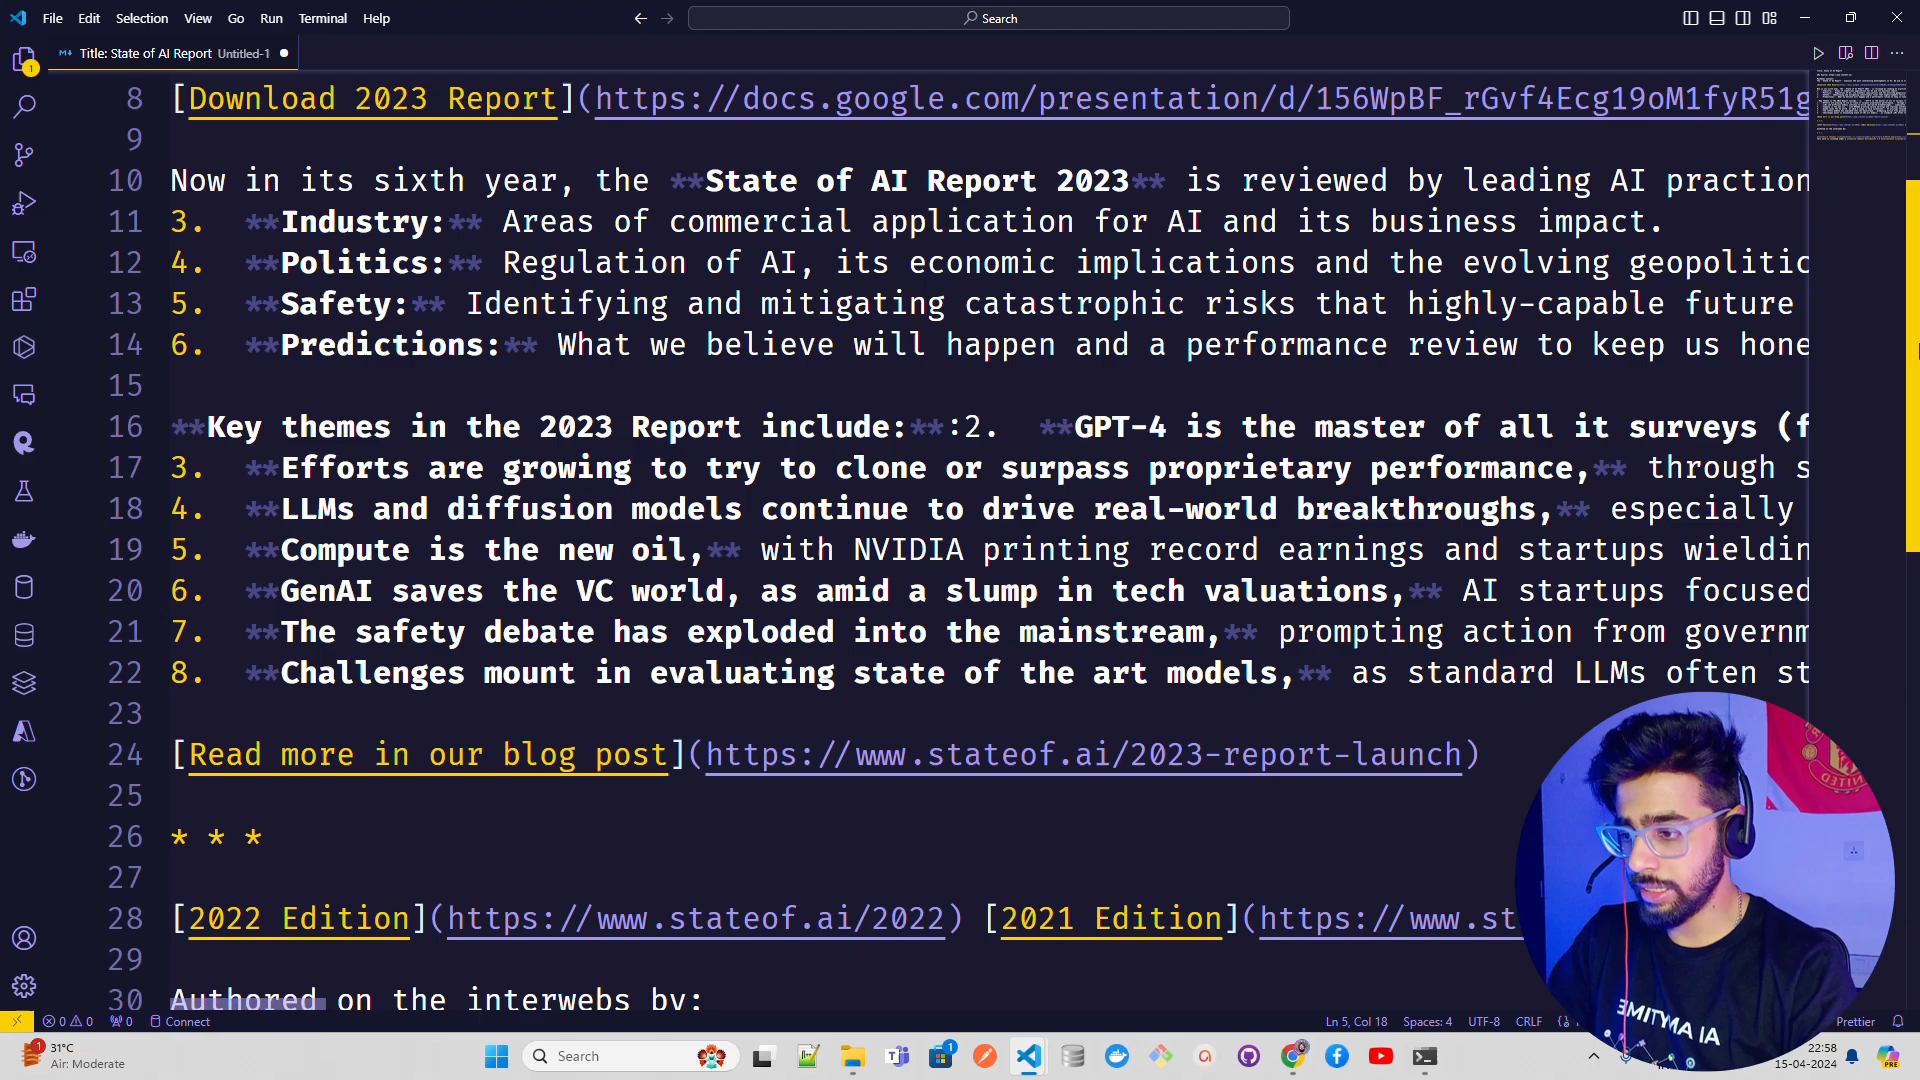 File Edit Selection View Go Run Terminal Help
Search
Title: State of AI Report Untitled-1
1
8 [Download 2023 Report](https://docs.google.com/presentation/d/156WpBF_rGvf4Ecg19oM1fyR51g
9
10 Now in its sixth year, the **State of AI Report 2023** is reviewed by leading AI praction
11 3. **Industry:** Areas of commercial application for AI and its business impact.
12 4. **Politics:** Regulation of AI, its economic implications and the evolving geopolitic
13 5. **Safety:** Identifying and mitigating catastrophic risks that highly-capable future
14 6. **Predictions:** What we believe will happen and a performance review to keep us hone
15
16 **Key themes in the 2023 Report include:**:2. **GPT-4 is the master of all it surveys (f
17 3. **Efforts are growing to try to clone or surpass proprietary performance,** through s
18 4. **LLMs and diffusion models continue to drive real-world breakthroughs,** especially
19 5. **Compute is the new oil,** with NVIDIA printing record earnings and startups wieldin
20 6. **GenAI saves the VC world, as amid a slump in tech valuations,** AI startups focused
21 7. **The safety debate has exploded into the mainstream,** prompting action from governm
22 8. **Challenges mount in evaluating state of the art models,** as standard LLMs often st
23
24 [Read more in our blog post](https://www.stateof.ai/2023-report-launch)
25
26 * * *
27
28 [2022 Edition](https://www.stateof.ai/2022) [2021 Edition](https://www.st
29
30 Authored on the interwebs by:
UNITED
AI ANYTIME
0 0 0 Connect
Ln 5, Col 18 Spaces: 4 UTF-8 CRLF Prettier
31°C
Air: Moderate
Search
22:58
15-04-2024